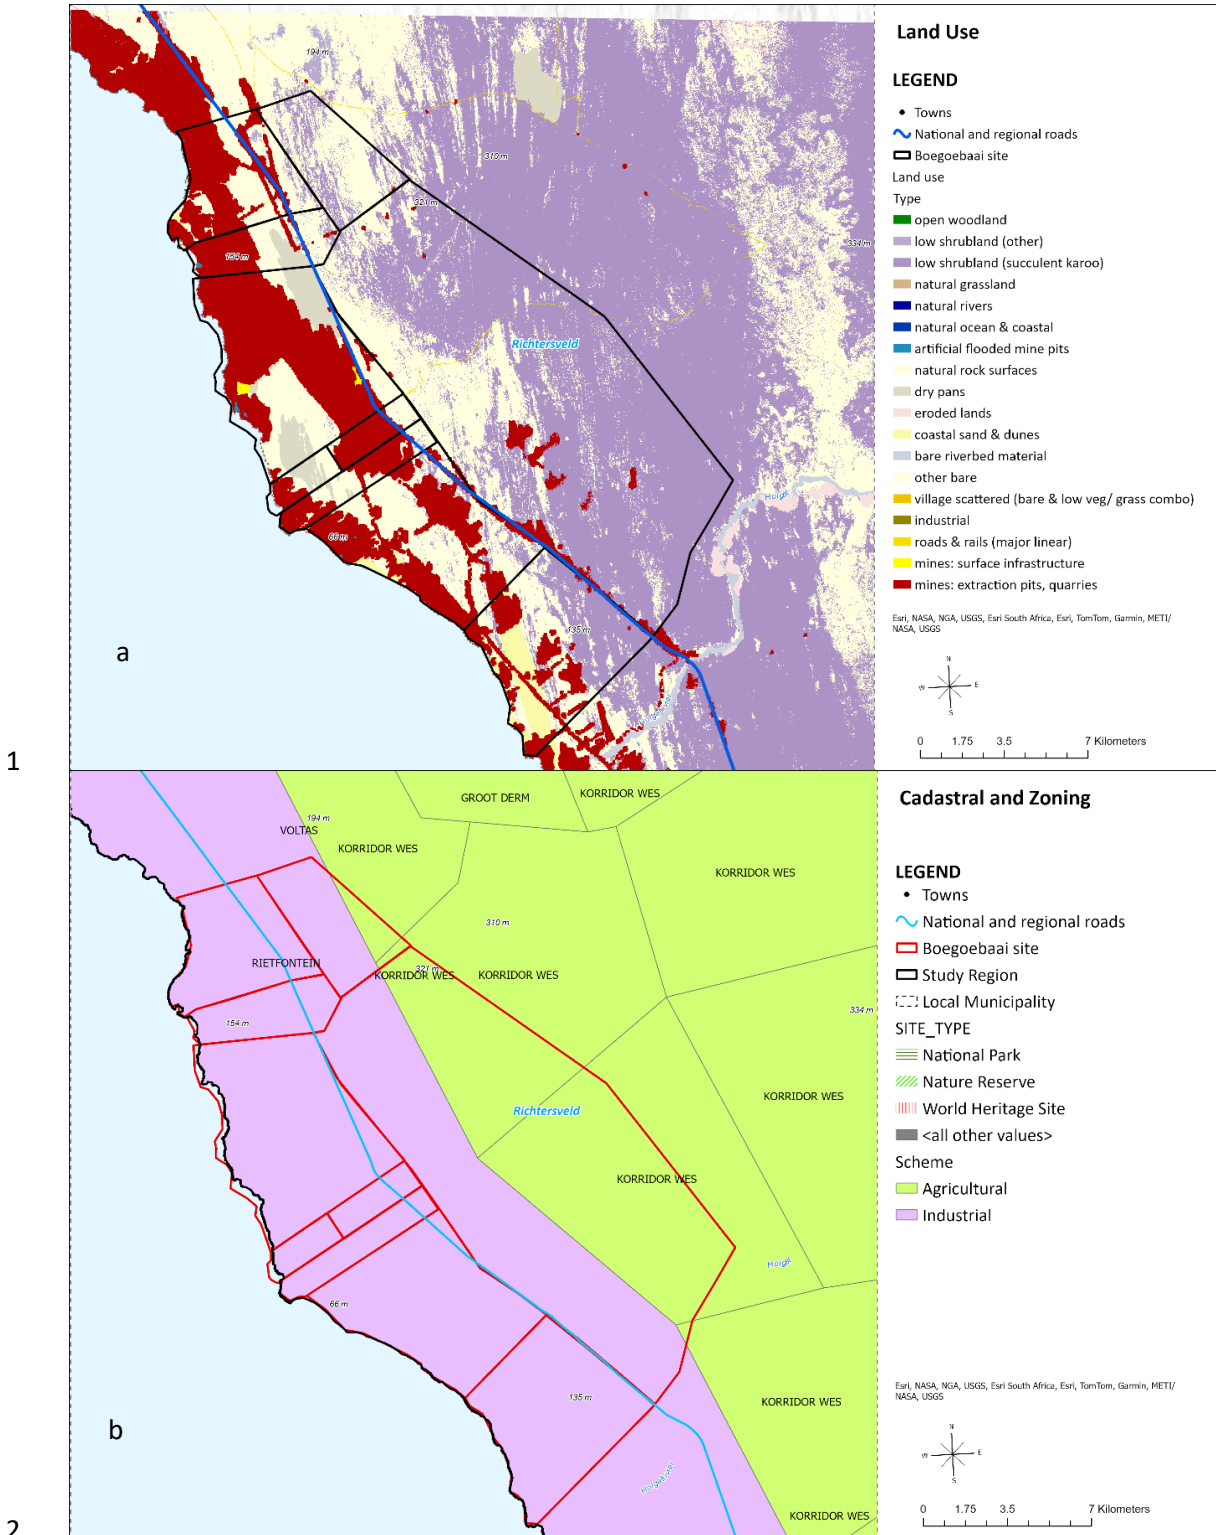 Land Use
LEGEND
Towns
National and regional roads
Boegoebaai site
Land use
Type
open woodland
low shrubland (other)
low shrubland (succulent karoo)
natural grassland
natural rivers
natural ocean & coastal
artificial flooded mine pits
natural rock surfaces
dry pans
eroded lands
coastal sand & dunes
bare riverbed material
other bare
village scattered (bare & low veg/ grass combo)
industrial
roads & rails (major linear)
mines: surface infrastructure
mines: extraction pits, quarries
Esri, NASA, NGA, USGS, Esri South Africa, Esri, TomTom, Garmin, METI/
NASA, USGS
N
W E
S
0 1.75 3.5 7 Kilometers
194 m
310 m
321 m
334 m
154 m
Richtersveld
Holgat
66 m
135 m
a
1
Cadastral and Zoning
LEGEND
Towns
National and regional roads
Boegoebaai site
Study Region
Local Municipality
SITE_TYPE
National Park
Nature Reserve
World Heritage Site
<all other values>
Scheme
Agricultural
Industrial
Esri, NASA, NGA, USGS, Esri South Africa, Esri, TomTom, Garmin, METI/
NASA, USGS
N
W E
S
0 1.75 3.5 7 Kilometers
GROOT DERM
KORRIDOR WES
194 m
VOLTAS
KORRIDOR WES
KORRIDOR WES
310 m
RIETFONTEIN
321 m
KORRIDOR WES
KORRIDOR WES
334 m
154 m
KORRIDOR WES
Richtersveld
KORRIDOR WES
Holgat
66 m
135 m
KORRIDOR WES
KORRIDOR WES
b
2